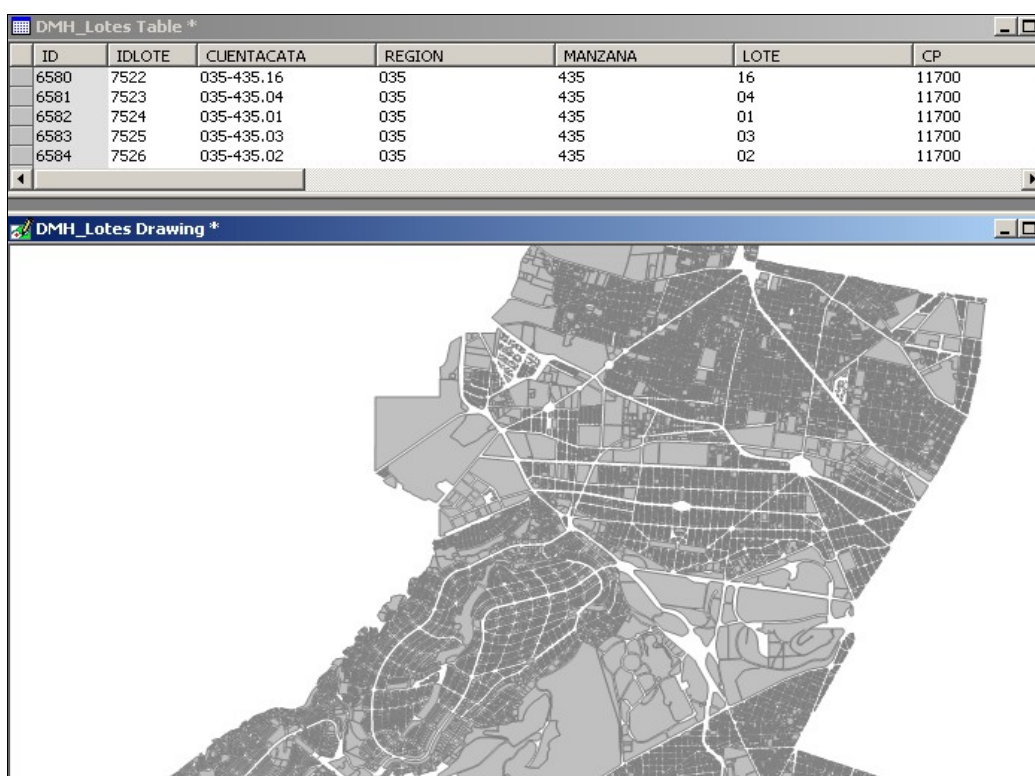 DMH_Lotes Table *
ID IDLOTE CUENTACATA REGION MANZANA LOTE CP
6580 7522 035-435.16 035 435 16 11700
6581 7523 035-435.04 035 435 04 11700
6582 7524 035-435.01 035 435 01 11700
6583 7525 035-435.03 035 435 03 11700
6584 7526 035-435.02 035 435 02 11700
DMH_Lotes Drawing *